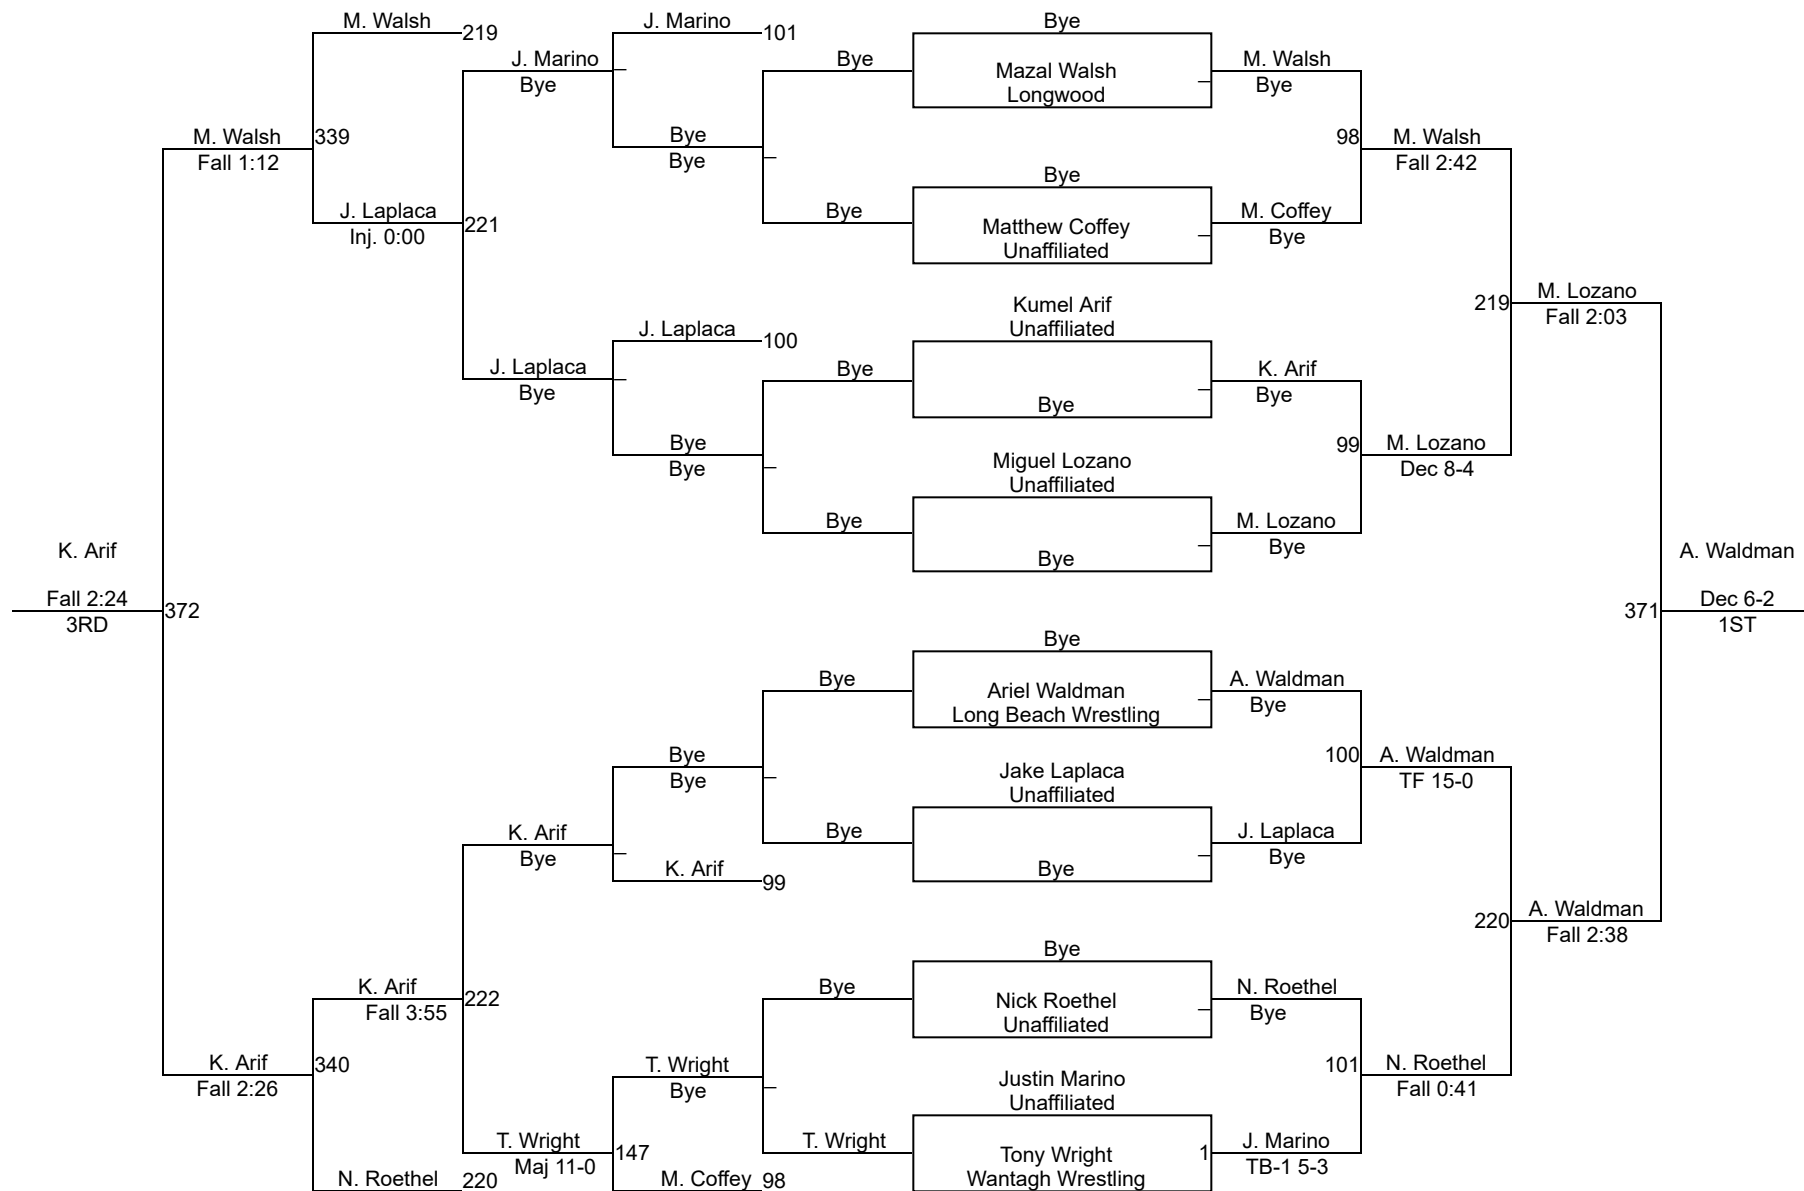 M. Walsh
219
J. Marino
Bye
J. Marino
101
Bye
Bye
Bye
Mazal Walsh
Longwood
M. Walsh
Bye
M. Walsh
Fall 1:12
339
Bye
Bye
98
M. Walsh
Fall 2:42
J. Laplaca
Inj. 0:00
221
Bye
Matthew Coffey
Unaffiliated
M. Coffey
Bye
J. Laplaca
Bye
J. Laplaca
100
Bye
Kumel Arif
Unaffiliated
Bye
K. Arif
Bye
219
M. Lozano
Fall 2:03
Bye
Bye
99
M. Lozano
Dec 8-4
Bye
Miguel Lozano
Unaffiliated
Bye
M. Lozano
Bye
K. Arif
Fall 2:24
3RD
372
371
A. Waldman
Dec 6-2
1ST
Bye
Bye
Ariel Waldman
Long Beach Wrestling
A. Waldman
Bye
Bye
Bye
100
A. Waldman
TF 15-0
K. Arif
Bye
K. Arif
99
Bye
Jake Laplaca
Unaffiliated
Bye
J. Laplaca
Bye
220
A. Waldman
Fall 2:38
K. Arif
Fall 3:55
222
Bye
Bye
Nick Roethel
Unaffiliated
N. Roethel
Bye
K. Arif
Fall 2:26
340
T. Wright
Bye
101
N. Roethel
Fall 0:41
T. Wright
Maj 11-0
147
T. Wright
Justin Marino
Unaffiliated
Tony Wright
Wantagh Wrestling
1
J. Marino
TB-1 5-3
N. Roethel
220
M. Coffey
98